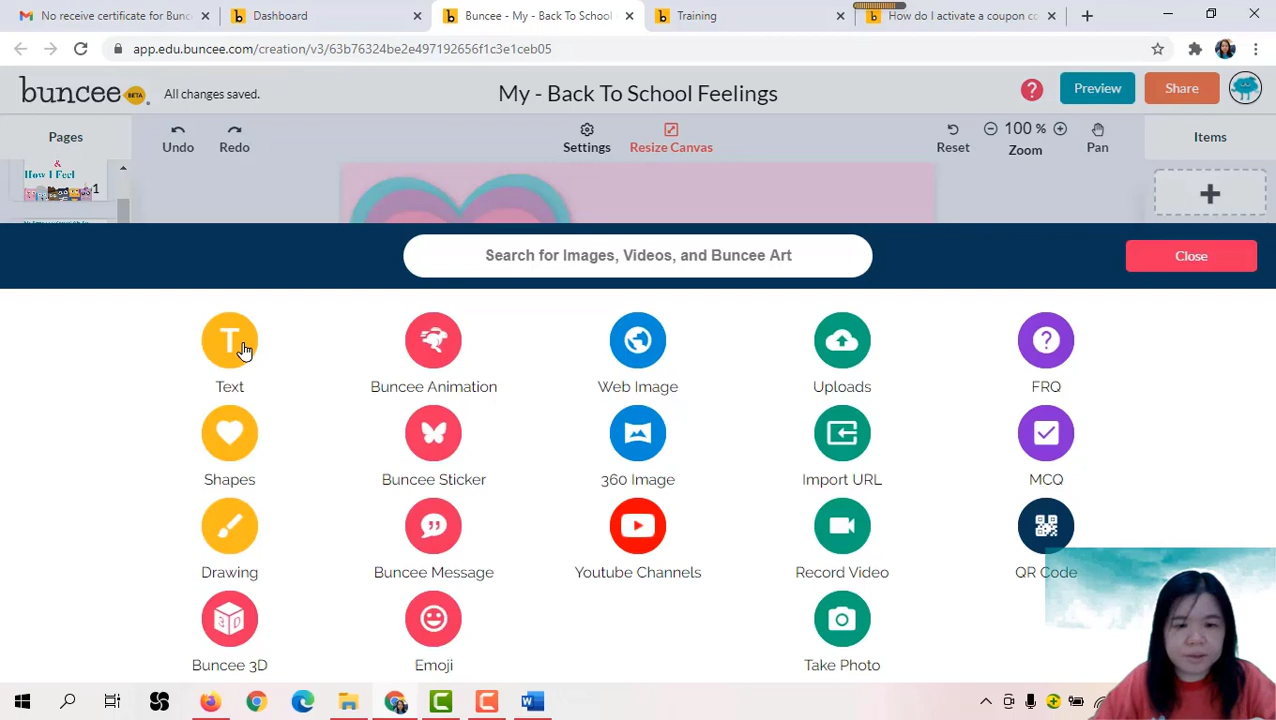 No receive certificate for Bunc
Dashboard
Buncee - My - Back To School
Training
How do I activate a coupon co
app.edu.buncee.com/creation/v3/63b76324be2e497192656f1c3e1ceb05
buncee BETA
All changes saved.
My - Back To School Feelings
?
Preview
Share
Pages
Undo
Redo
Settings
Resize Canvas
Reset
100 %
Zoom
Pan
Items
&
How I Feel
1
Search for Images, Videos, and Buncee Art
Close
Text
Buncee Animation
Web Image
Uploads
FRQ
Shapes
Buncee Sticker
360 Image
Import URL
MCQ
Drawing
Buncee Message
Youtube Channels
Record Video
QR Code
3D
Buncee 3D
Emoji
Take Photo